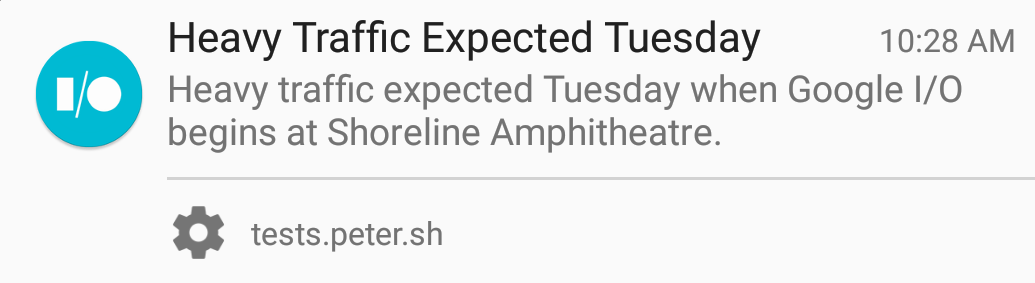 Heavy Traffic Expected Tuesday 10:28 AM
I/O
Heavy traffic expected Tuesday when Google I/O
begins at Shoreline Amphitheatre.
tests.peter.sh